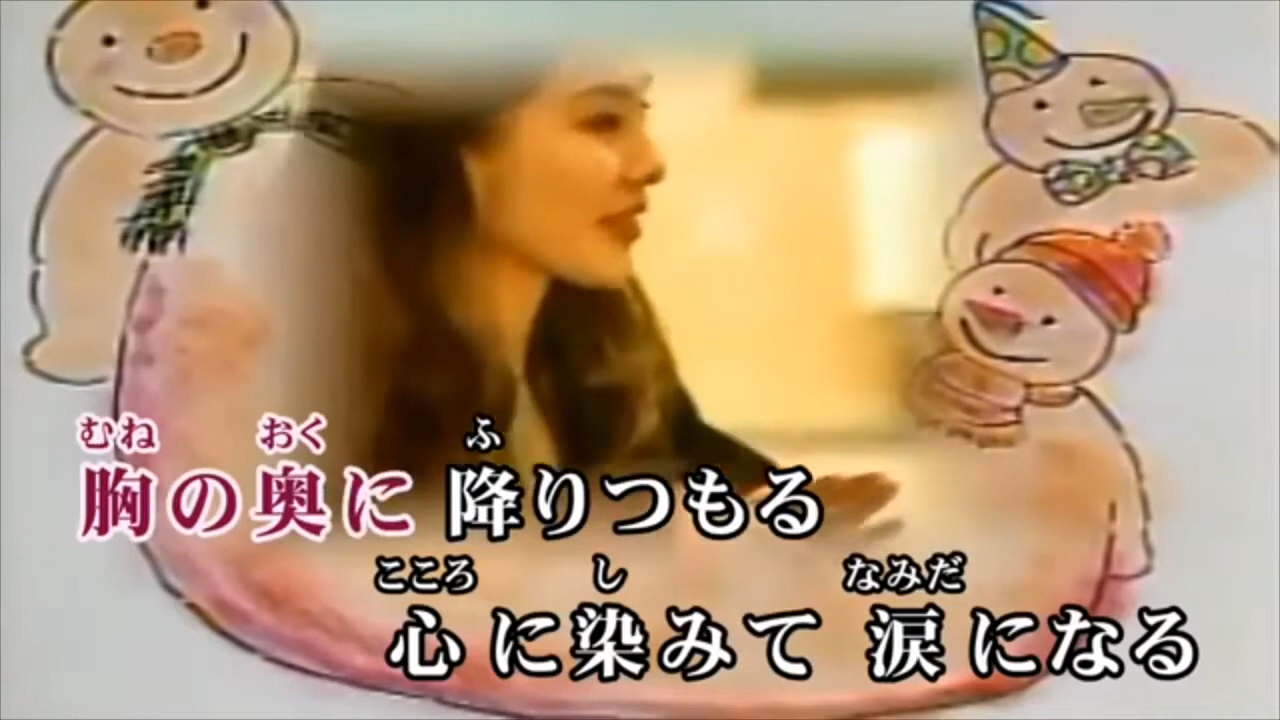 むね おく ふ
胸の奥に 降りつもる
こころ し なみだ
心に染みて 涙になる